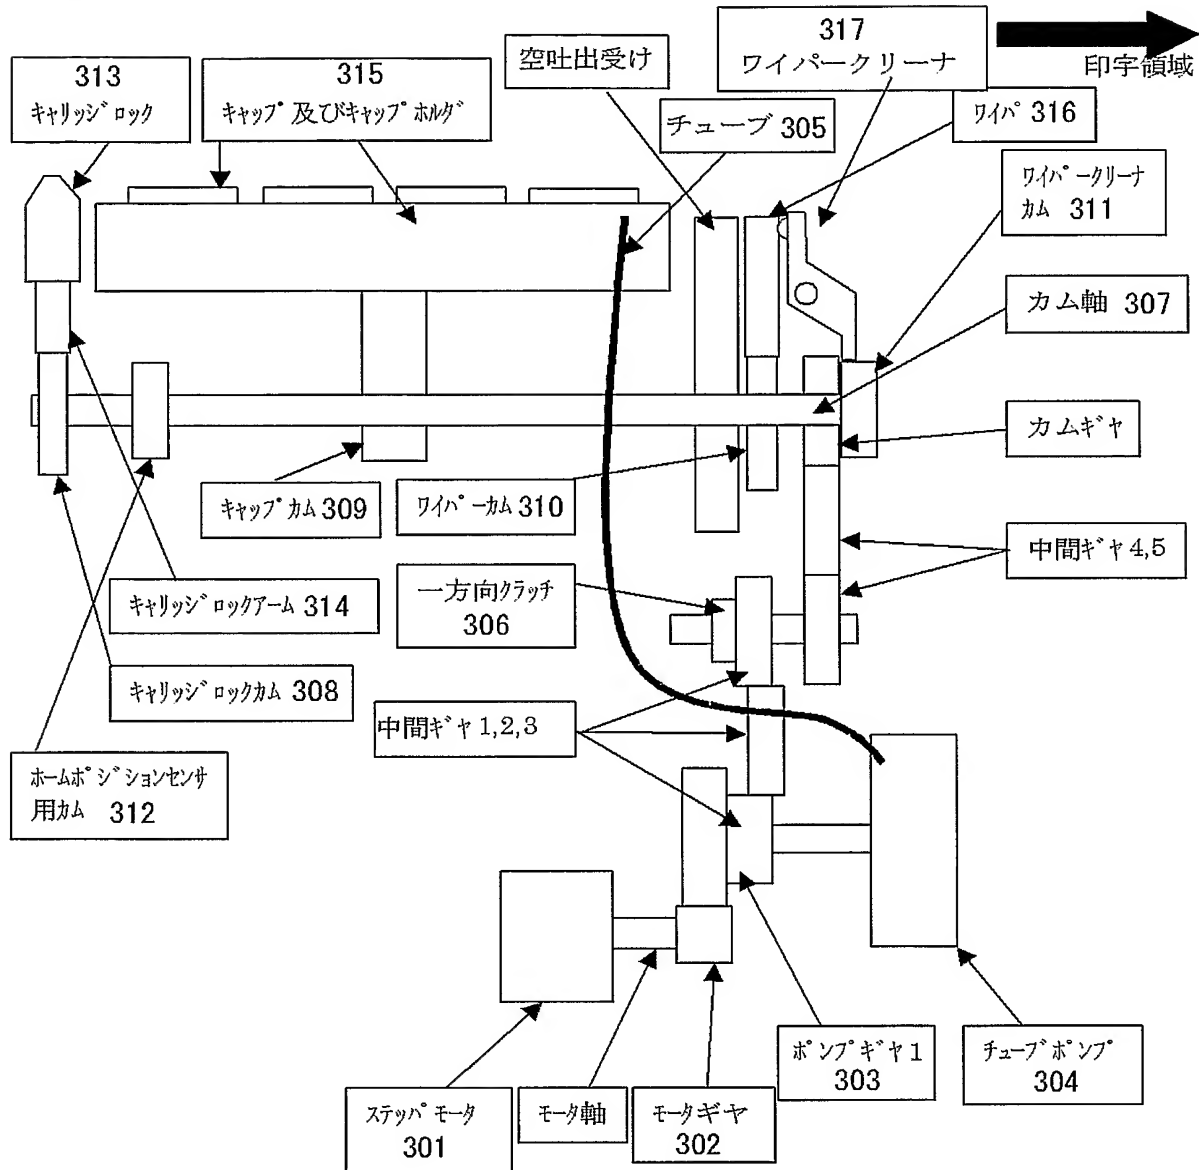 313
キャリッジロック
315
キャップ及びキャップホルダ
空吐出受け
チューブ 305
317
ワイパークリーナ
印字領域
ワイパ 316
ワイパークリーナ
カム 311
カム軸 307
カムギヤ
中間ギヤ4,5
キャップカム 309
ワイパーカム 310
一方向クラッチ
306
キャリッジロックアーム 314
キャリッジロックカム 308
中間ギヤ1,2,3
ホームポジションセンサ
用カム 312
ポンプギヤ1
303
チューブポンプ
304
ステッパモータ
301
モータ軸
モータギヤ
302